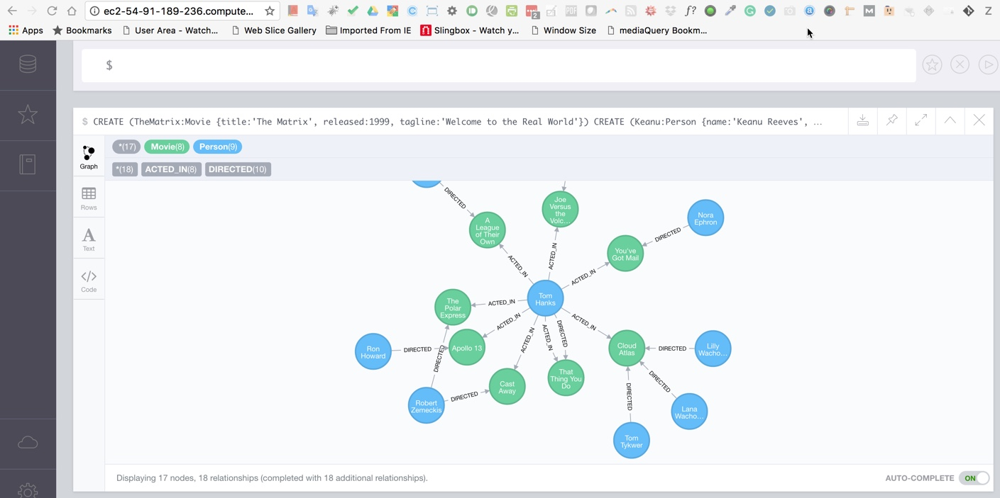 ec2-54-91-189-236.compute...
2
PDF
f?
M
Z
Apps Bookmarks User Area - Watch... Web Slice Gallery Imported From IE Slingbox - Watch y... Window Size mediaQuery Bookm...
$
$ CREATE (TheMatrix:Movie {title:'The Matrix', released:1999, tagline:'Welcome to the Real World'}) CREATE (Keanu:Person {name:'Keanu Reeves', …
*(17) Movie(8) Person(9)
*(18) ACTED_IN(8) DIRECTED(10)
Graph
Rows
A
Text
</>
Code
DIRECTED
Joe
Versus
the
Volc…
A
League
of Their
Own
Nora
Ephron
DIRECTED
You've
Got Mail
ACTED_IN
ACTED_IN
ACTED_IN
Tom
Hanks
The
Polar
Express
ACTED_IN
ACTED_IN
ACTED_IN
ACTED_IN
DIRECTED
ACTED_IN
Ron
Howard
DIRECTED
Apollo 13
DIRECTED
Cloud
Atlas
DIRECTED
Lilly
Wacho…
That
Thing You
Do
Cast
Away
DIRECTED
DIRECTED
DIRECTED
Robert
Zemeckis
Lana
Wacho…
Tom
Tykwer
Displaying 17 nodes, 18 relationships (completed with 18 additional relationships).
AUTO-COMPLETE ON